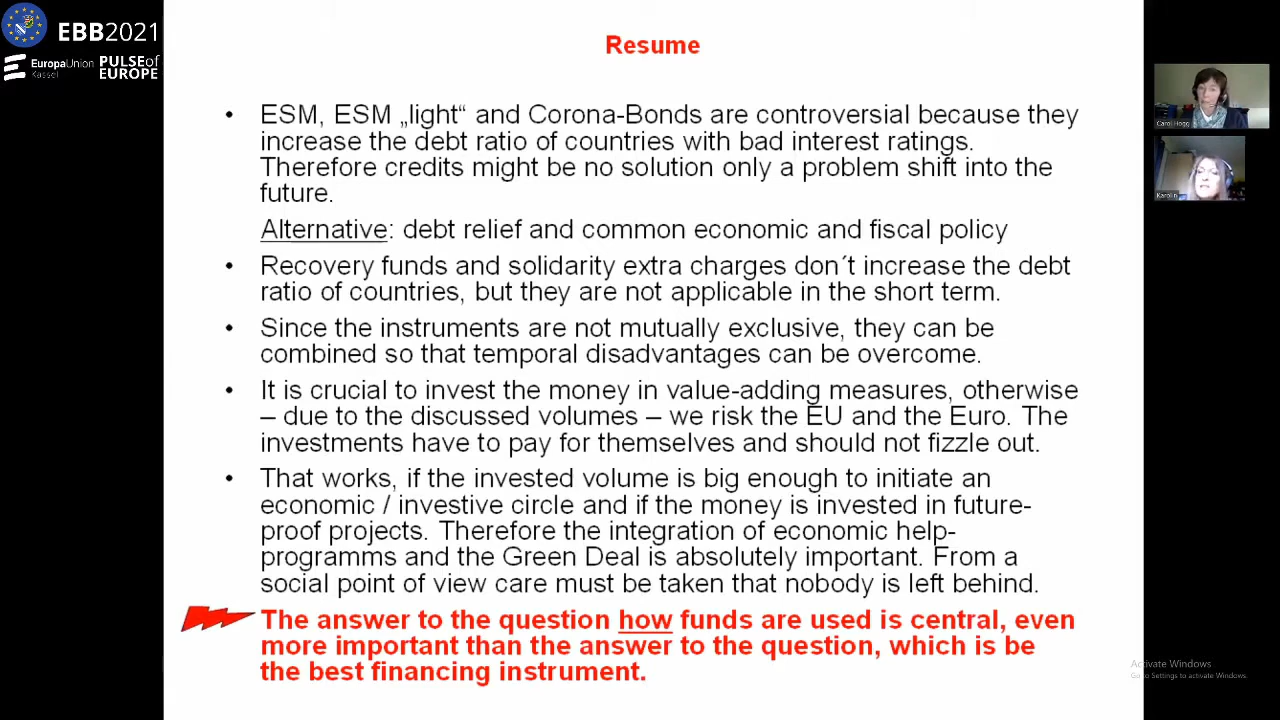 EBB2021
EuropaUnion
Kassel
PULSEof
EUROPE
Resume
• ESM, ESM „light“ and Corona-Bonds are controversial because they
increase the debt ratio of countries with bad interest ratings.
Therefore credits might be no solution only a problem shift into the
future.
Alternative: debt relief and common economic and fiscal policy
• Recovery funds and solidarity extra charges don´t increase the debt
ratio of countries, but they are not applicable in the short term.
• Since the instruments are not mutually exclusive, they can be
combined so that temporal disadvantages can be overcome.
• It is crucial to invest the money in value-adding measures, otherwise
– due to the discussed volumes – we risk the EU and the Euro. The
investments have to pay for themselves and should not fizzle out.
• That works, if the invested volume is big enough to initiate an
economic / investive circle and if the money is invested in future-
proof projects. Therefore the integration of economic help-
programms and the Green Deal is absolutely important. From a
social point of view care must be taken that nobody is left behind.
The answer to the question how funds are used is central, even
more important than the answer to the question, which is be
the best financing instrument.
Carol Hogg
Karolin
Activate Windows
Go to Settings to activate Windows.